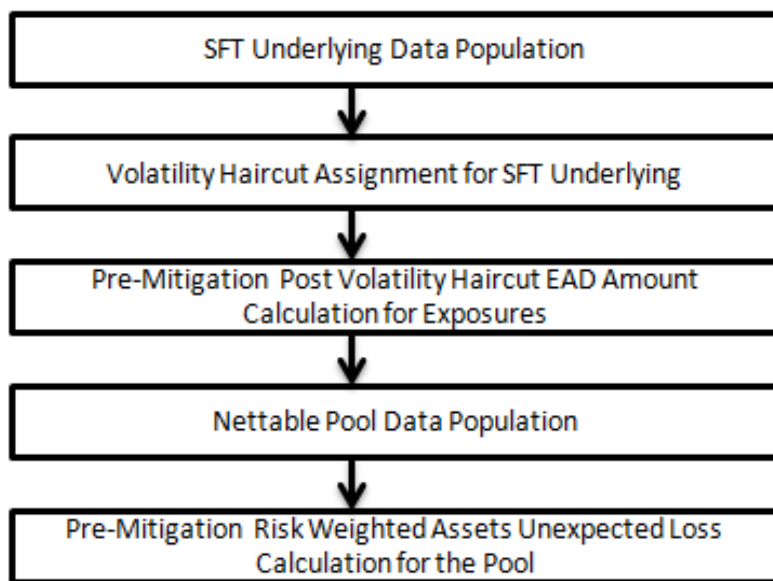 SFT Underlying Data Population
Volatility Haircut Assignment for SFT Underlying
Pre-Mitigation Post Volatility Haircut EAD Amount
Calculation for Exposures
Nettable Pool Data Population
Pre-Mitigation Risk Weighted Assets Unexpected Loss
Calculation for the Pool